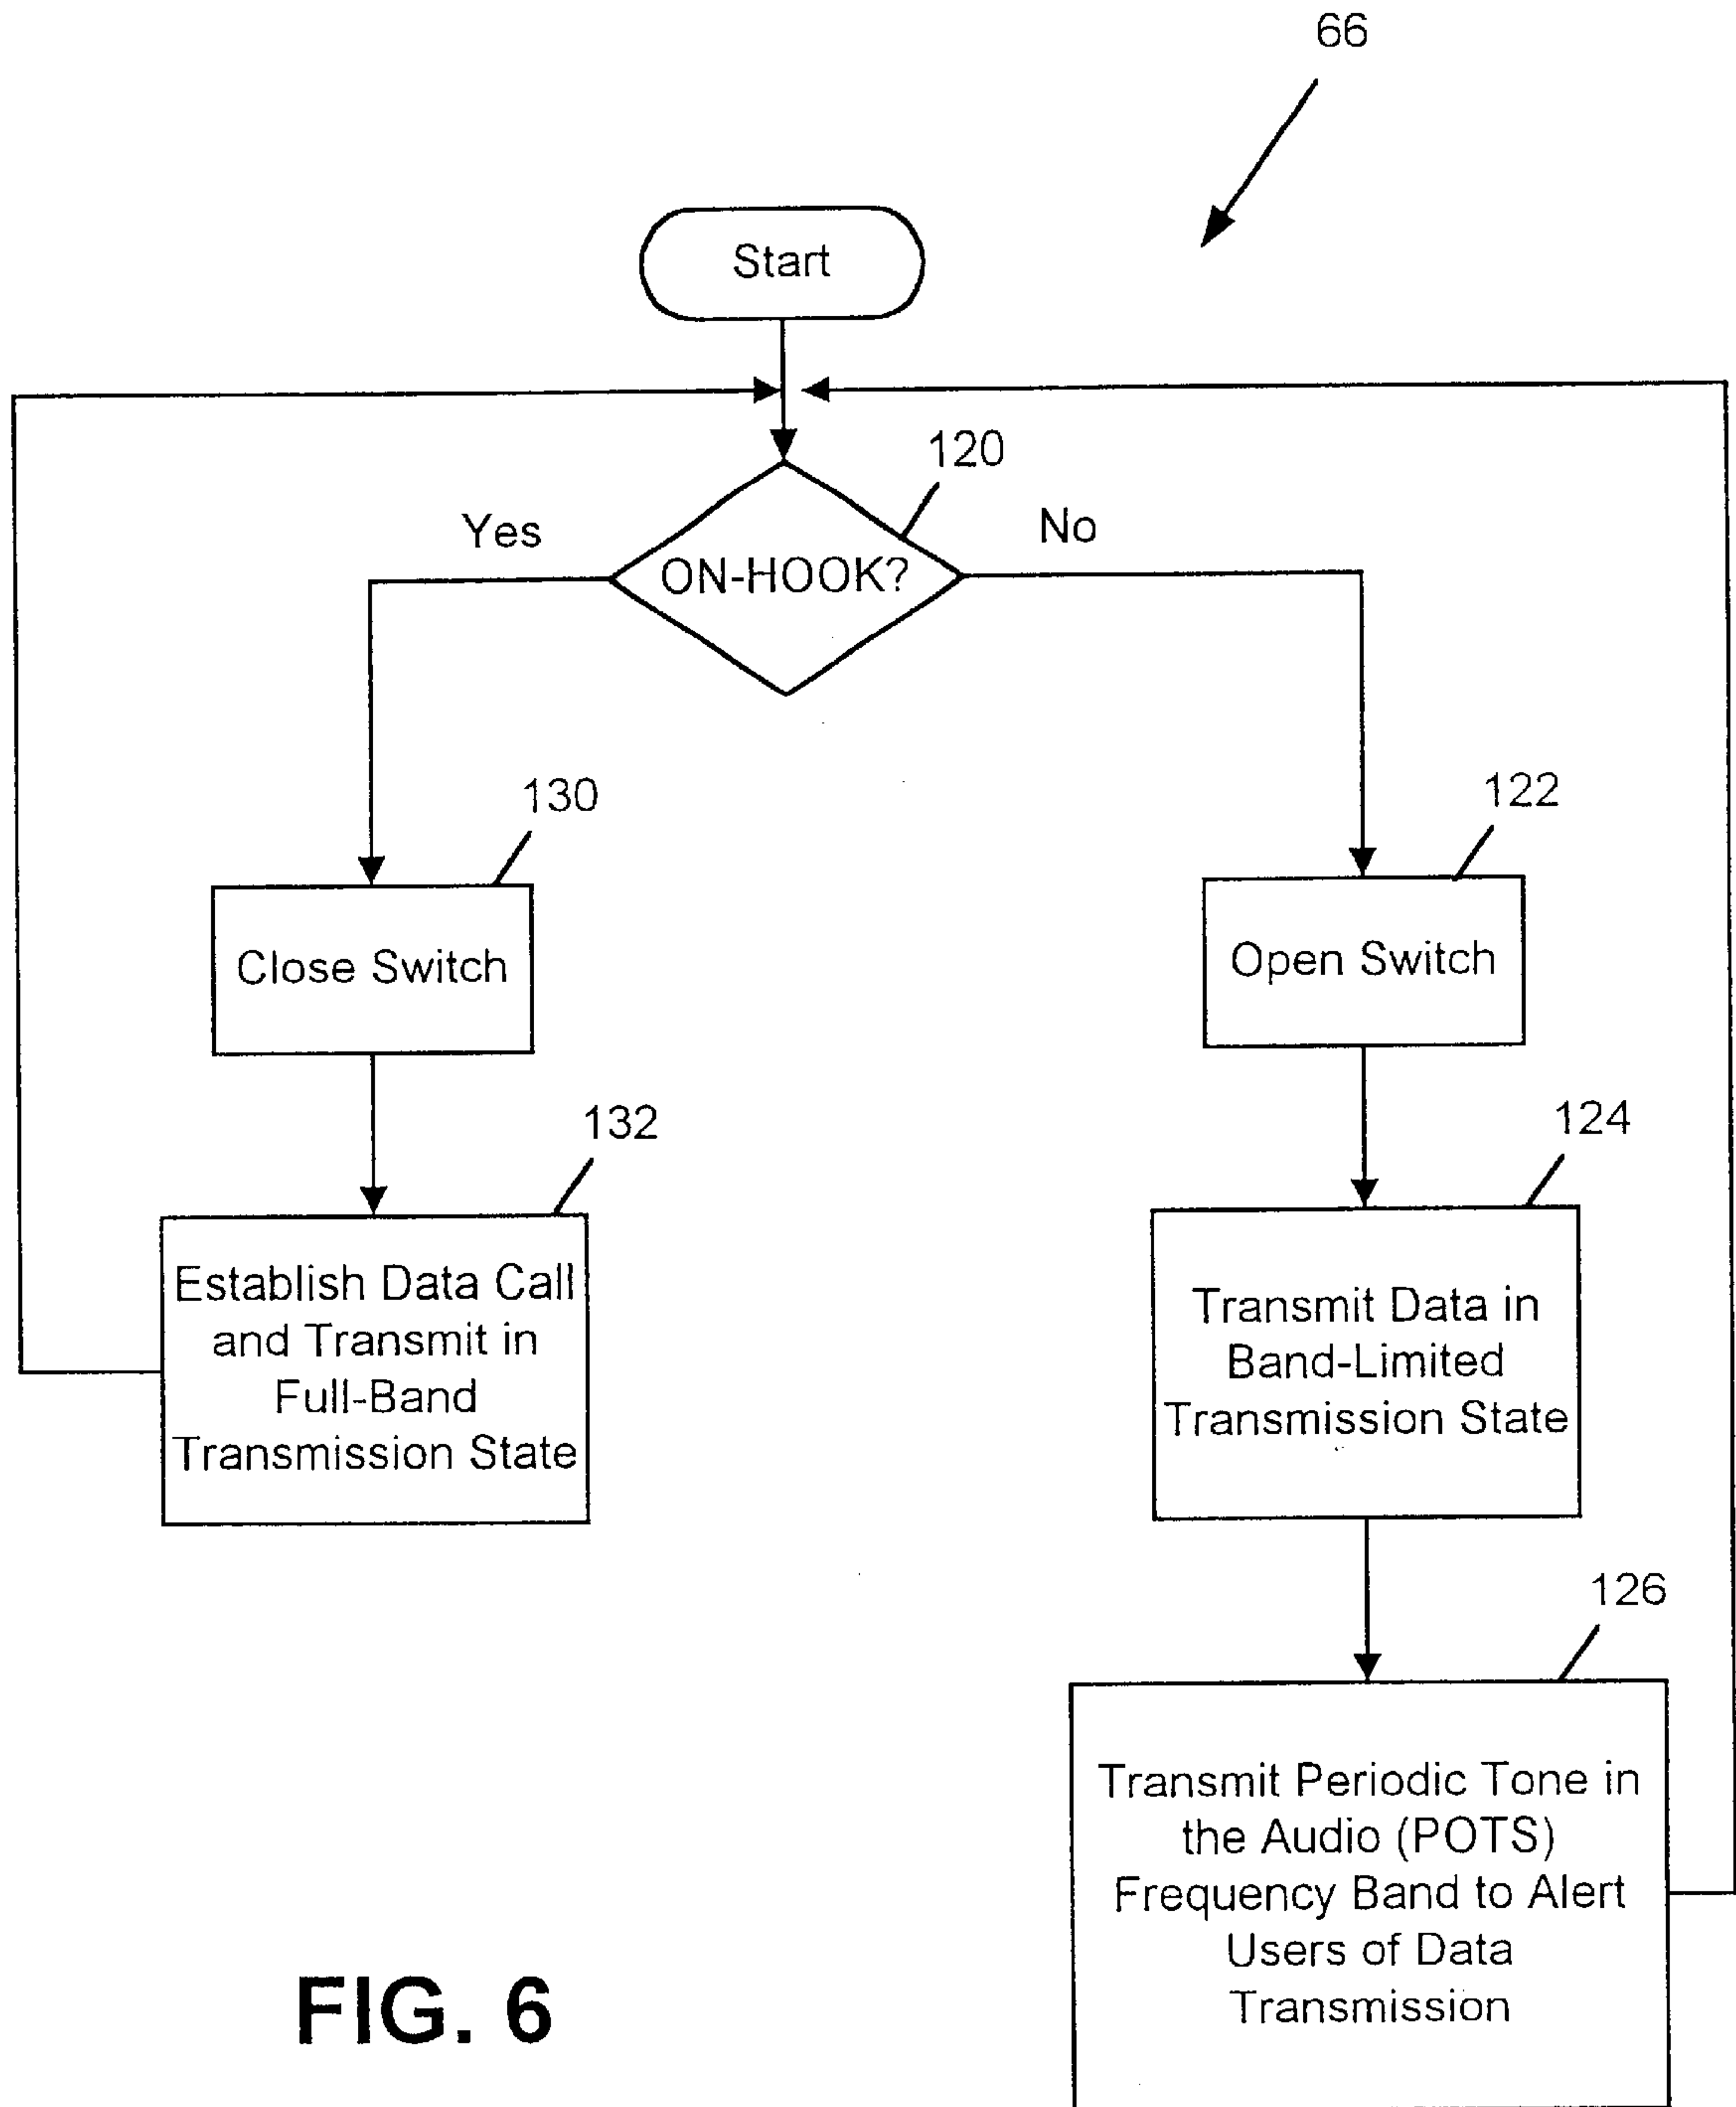 66
Start
120
Yes
No
ON-HOOK?
130
122
Close Switch
Open Switch
132
124
Establish Data Call
and Transmit in
Full-Band
Transmission State
Transmit Data in
Band-Limited
Transmission State
126
Transmit Periodic Tone in
the Audio (POTS)
Frequency Band to Alert
Users of Data
Transmission
FIG. 6